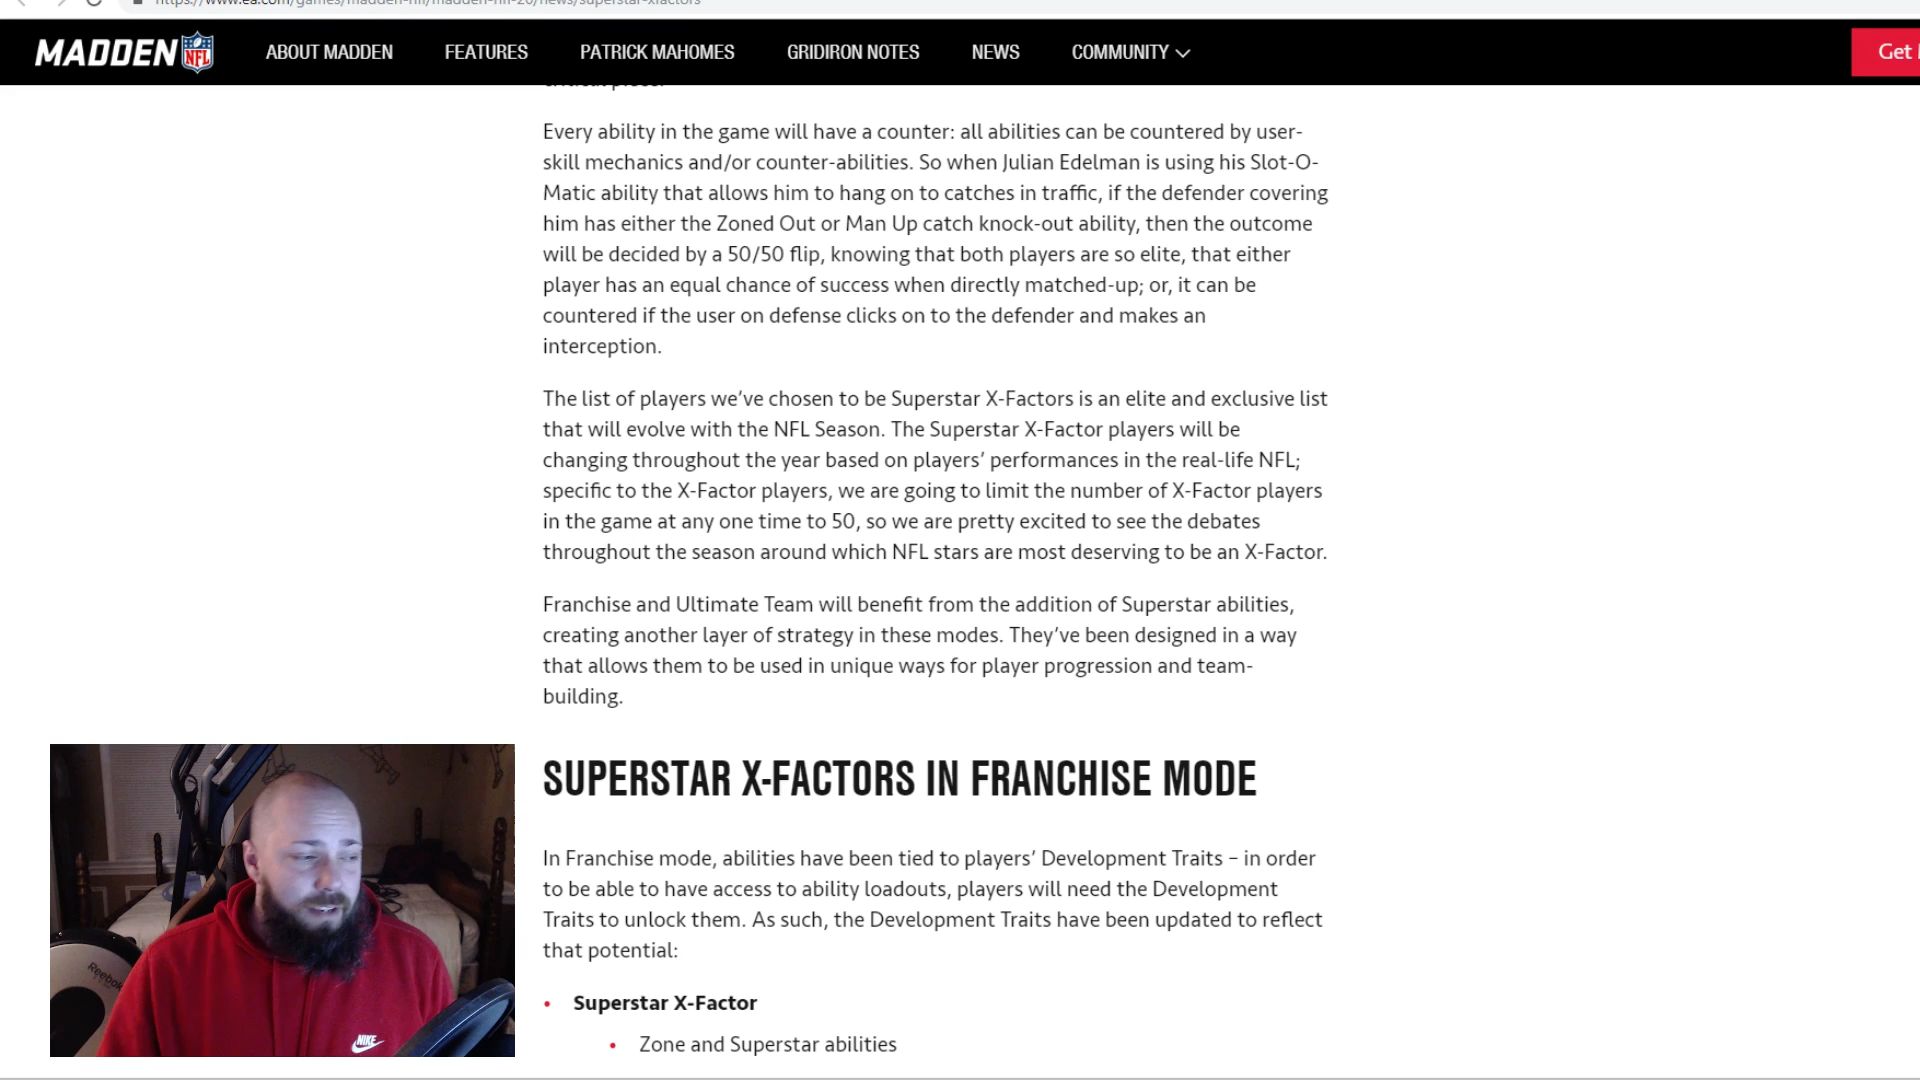 https://www.ea.com/games/madden-nfl/madden-nfl-20/news/superstar-xfactors
MADDEN NFL
ABOUT MADDEN
FEATURES
PATRICK MAHOMES
GRIDIRON NOTES
NEWS
COMMUNITY
Get
Every ability in the game will have a counter: all abilities can be countered by user-
skill mechanics and/or counter-abilities. So when Julian Edelman is using his Slot-O-
Matic ability that allows him to hang on to catches in traffic, if the defender covering
him has either the Zoned Out or Man Up catch knock-out ability, then the outcome
will be decided by a 50/50 flip, knowing that both players are so elite, that either
player has an equal chance of success when directly matched-up; or, it can be
countered if the user on defense clicks on to the defender and makes an
interception.
The list of players we’ve chosen to be Superstar X-Factors is an elite and exclusive list
that will evolve with the NFL Season. The Superstar X-Factor players will be
changing throughout the year based on players’ performances in the real-life NFL;
specific to the X-Factor players, we are going to limit the number of X-Factor players
in the game at any one time to 50, so we are pretty excited to see the debates
throughout the season around which NFL stars are most deserving to be an X-Factor.
Franchise and Ultimate Team will benefit from the addition of Superstar abilities,
creating another layer of strategy in these modes. They’ve been designed in a way
that allows them to be used in unique ways for player progression and team-
building.
SUPERSTAR X-FACTORS IN FRANCHISE MODE
In Franchise mode, abilities have been tied to players’ Development Traits – in order
to be able to have access to ability loadouts, players will need the Development
Traits to unlock them. As such, the Development Traits have been updated to reflect
that potential:
• Superstar X-Factor
• Zone and Superstar abilities
Reebok
NIKE